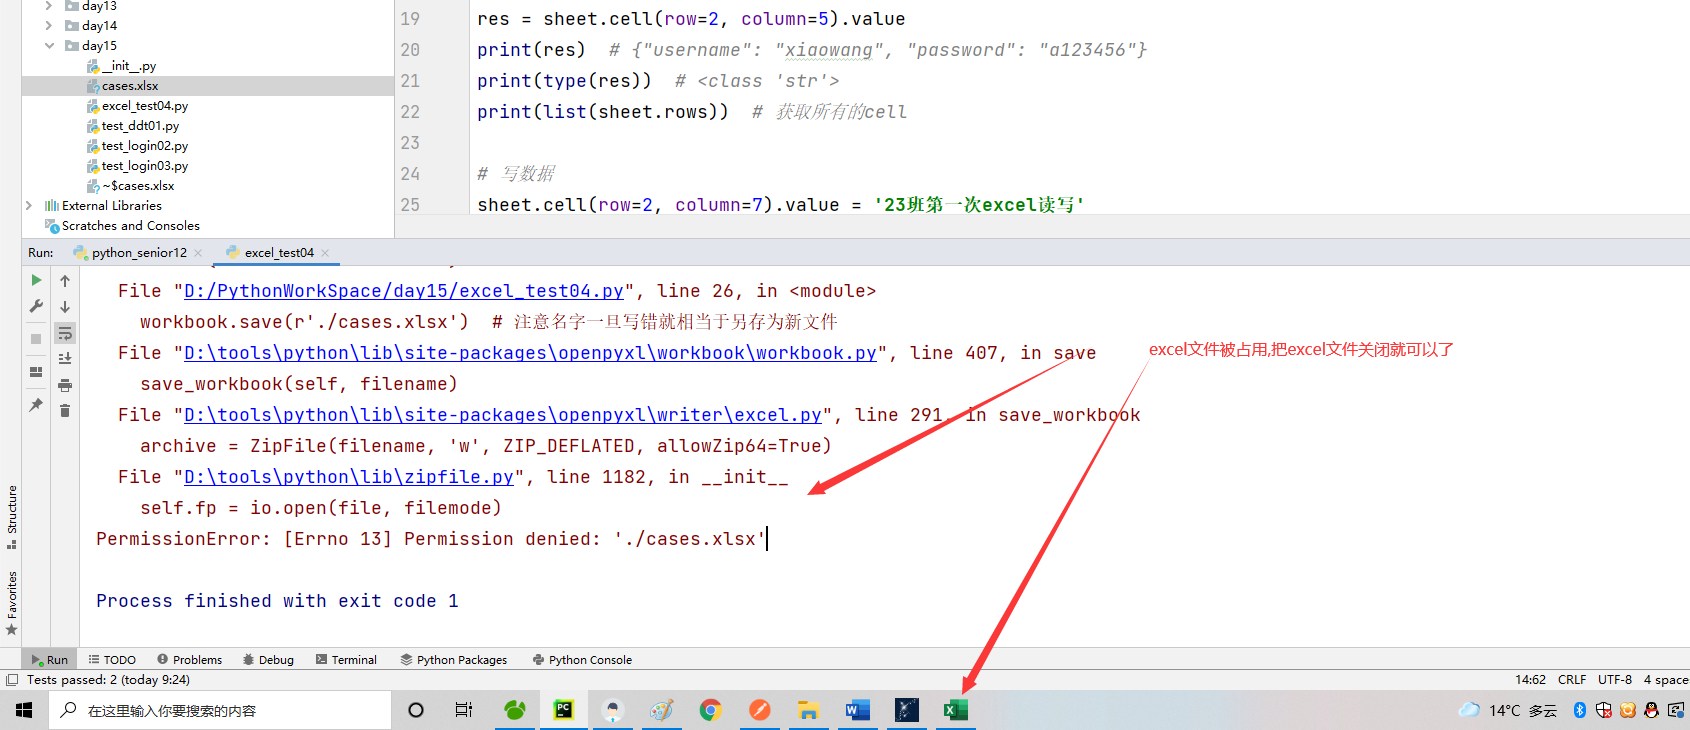 day13
day14
day15
__init__.py
cases.xlsx
excel_test04.py
test_ddt01.py
test_login02.py
test_login03.py
~$cases.xlsx
External Libraries
Scratches and Consoles
19 res = sheet.cell(row=2, column=5).value
20 print(res)  # {"username": "xiaowang", "password": "a123456"}
21 print(type(res))  # <class 'str'>
22 print(list(sheet.rows))  # 获取所有的cell
23
24 # 写数据
25 sheet.cell(row=2, column=7).value = '23班第一次excel读写'
Run: python_senior12 excel_test04
File "D:/PythonWorkSpace/day15/excel_test04.py", line 26, in <module>
workbook.save(r'./cases.xlsx')  # 注意名字一旦写错就相当于另存为新文件
File "D:\tools\python\lib\site-packages\openpyxl\workbook\workbook.py", line 407, in save
save_workbook(self, filename)
File "D:\tools\python\lib\site-packages\openpyxl\writer\excel.py", line 291, in save_workbook
archive = ZipFile(filename, 'w', ZIP_DEFLATED, allowZip64=True)
File "D:\tools\python\lib\zipfile.py", line 1182, in __init__
self.fp = io.open(file, filemode)
PermissionError: [Errno 13] Permission denied: './cases.xlsx'
Process finished with exit code 1
excel文件被占用,把excel文件关闭就可以了
Structure
Favorites
Run TODO Problems Debug Terminal Python Packages Python Console
Tests passed: 2 (today 9:24) 14:62 CRLF UTF-8 4 space
在这里输入你要搜索的内容 14°C 多云